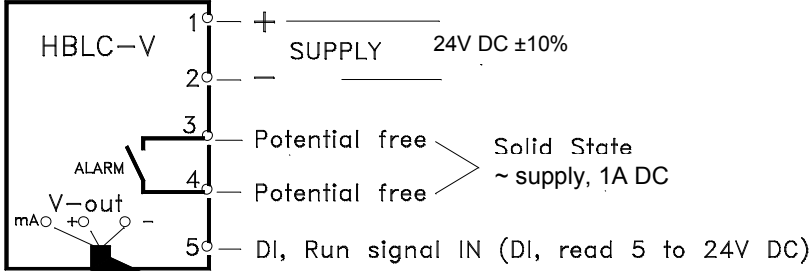 1 + 24V DC ±10%
HBLC-V SUPPLY
2 −
3 Potential free Solid State
ALARM ~ supply, 1A DC
4 Potential free
V-out
mA + -
5 DI, Run signal IN (DI, read 5 to 24V DC)